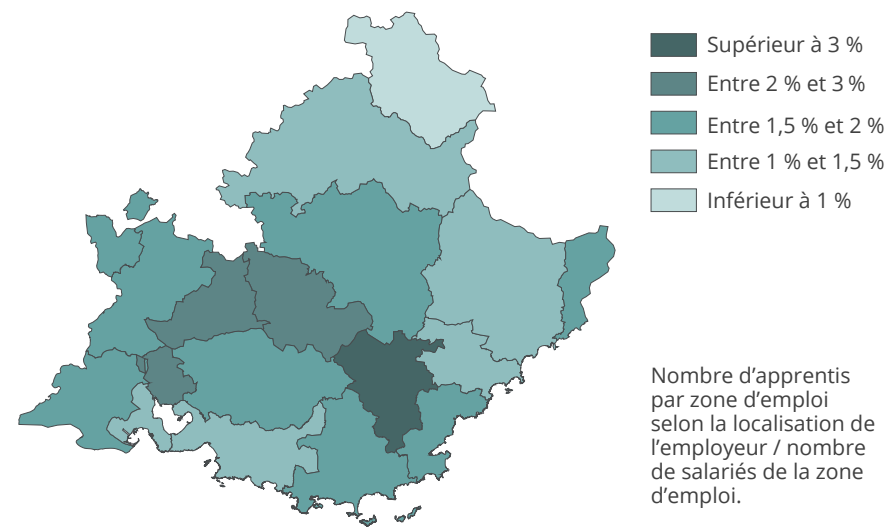 Supérieur à 3 %
Entre 2 % et 3 %
Entre 1,5 % et 2 %
Entre 1 % et 1,5 %
Inférieur à 1 %
Nombre d’apprentis
par zone d’emploi
selon la localisation de
l’employeur / nombre
de salariés de la zone
d’emploi.